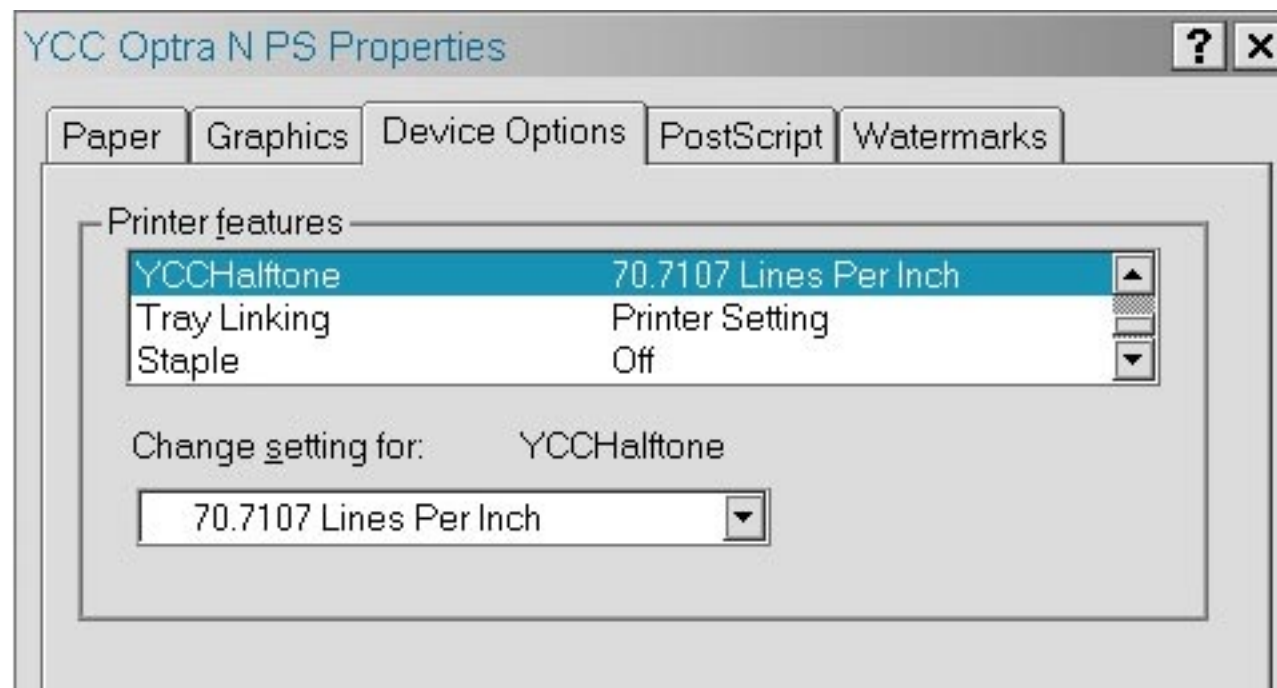 YCC Optra N PS Properties
Paper Graphics Device Options PostScript Watermarks
Printer features
YCCHalftone 70.7107 Lines Per Inch
Tray Linking Printer Setting
Staple Off
Change setting for: YCCHalftone
70.7107 Lines Per Inch